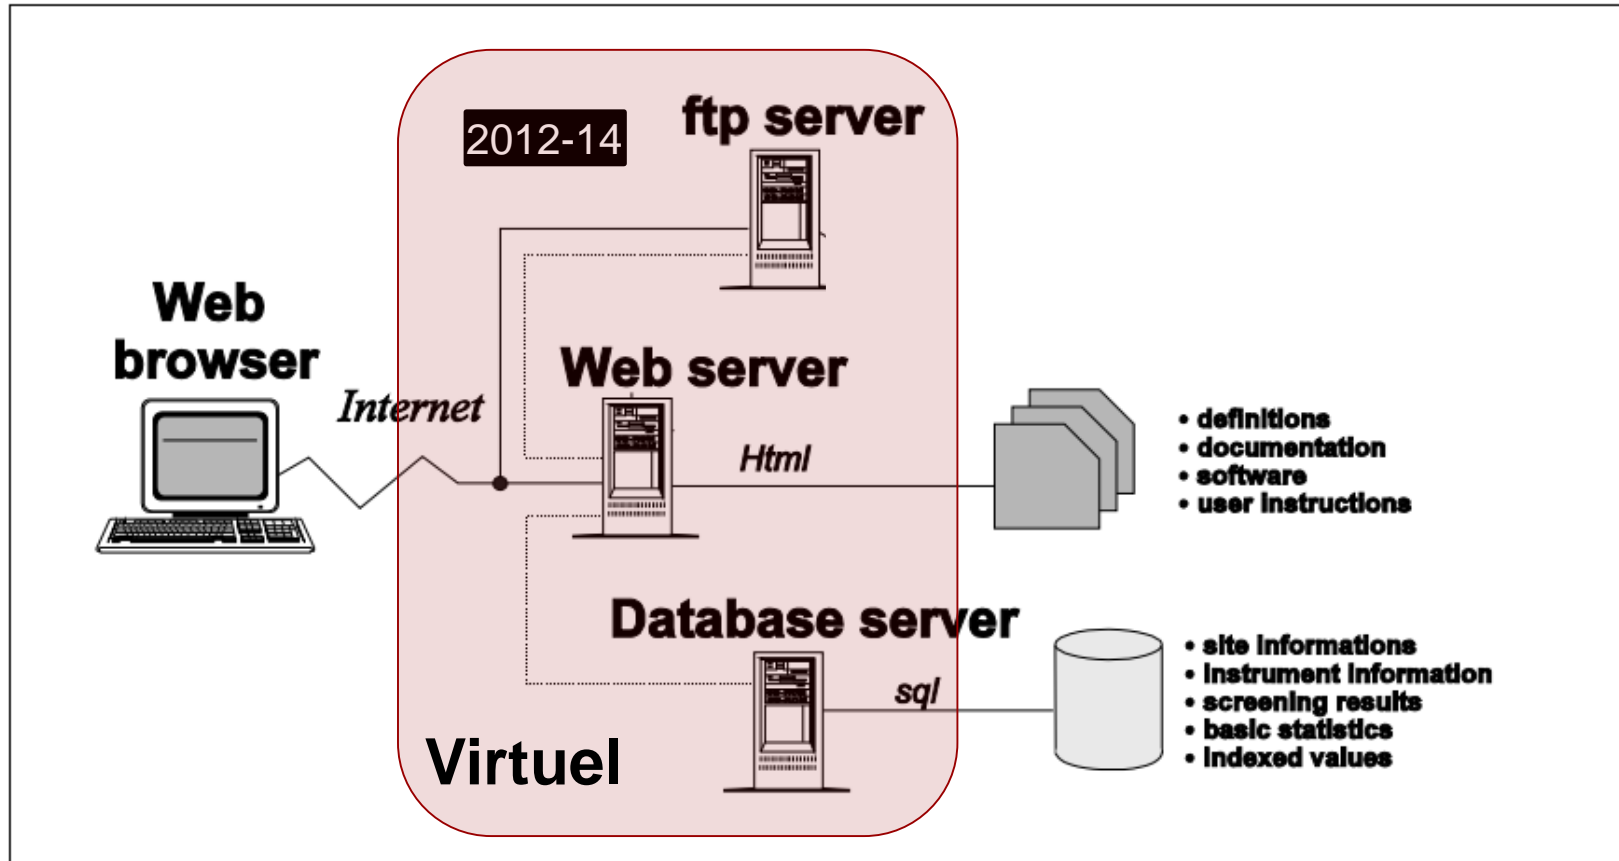 2012-14
ftp server
Web
browser
Internet
Web server
Html
• definitions
• documentation
• software
• user instructions
Database server
sql
• site informations
• instrument information
• screening results
• basic statistics
• indexed values
Virtuel